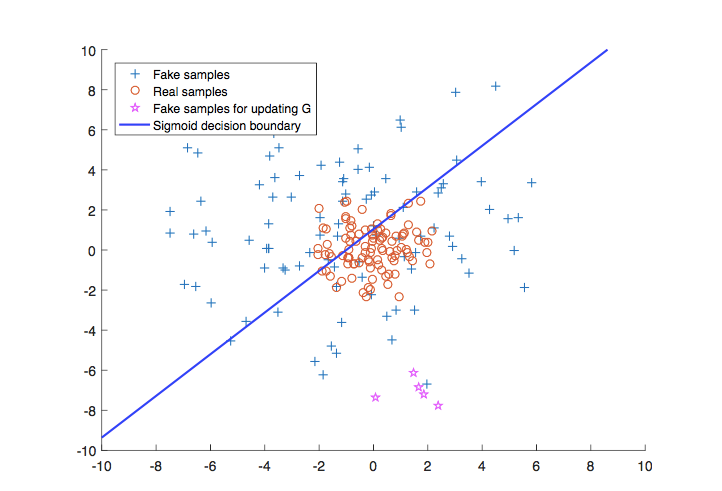 10
8
6
4
2
0
-2
-4
-6
-8
-10
Fake samples
Real samples
Fake samples for updating G
Sigmoid decision boundary
-10 -8 -6 -4 -2 0 2 4 6 8 10